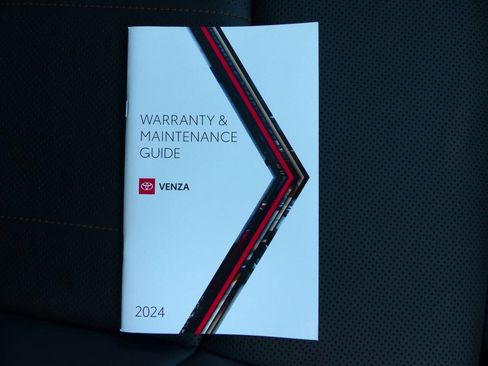 WARRANTY &
MAINTENANCE
GUIDE
VENZA
2024